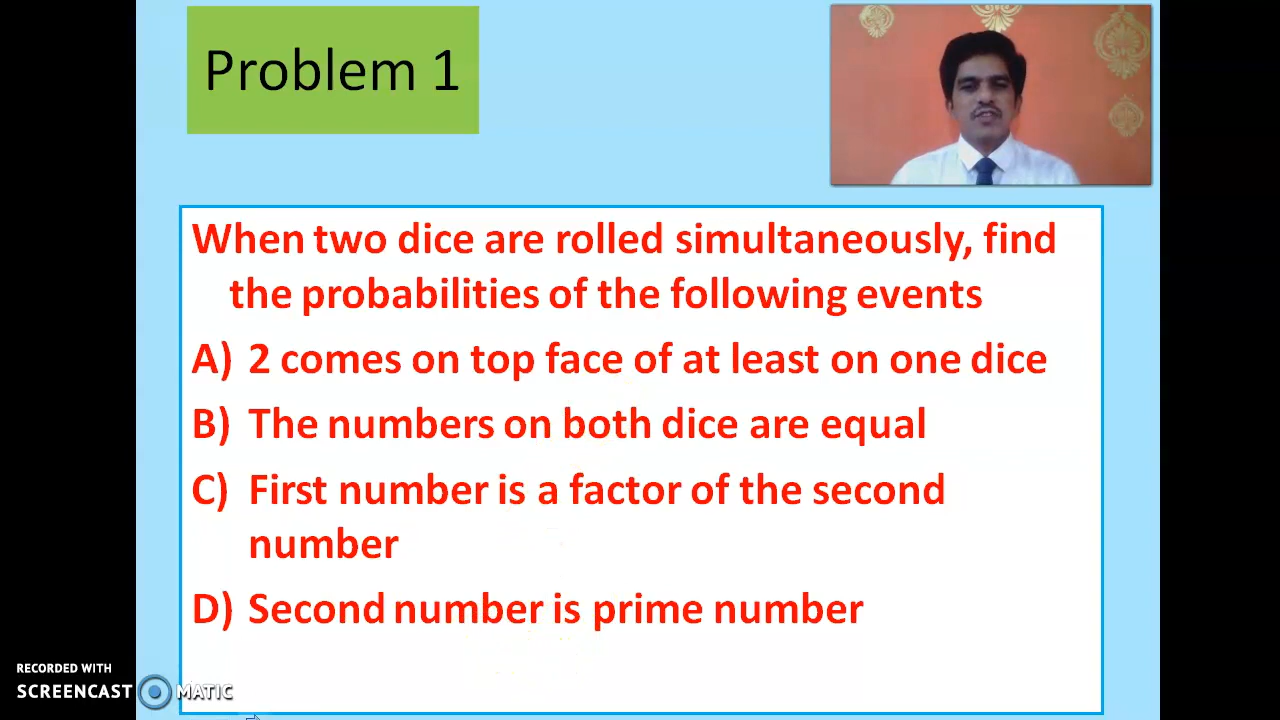 Problem 1
When two dice are rolled simultaneously, find
the probabilities of the following events
A) 2 comes on top face of at least on one dice
B) The numbers on both dice are equal
C) First number is a factor of the second
number
D) Second number is prime number
RECORDED WITH
SCREENCAST MATIC